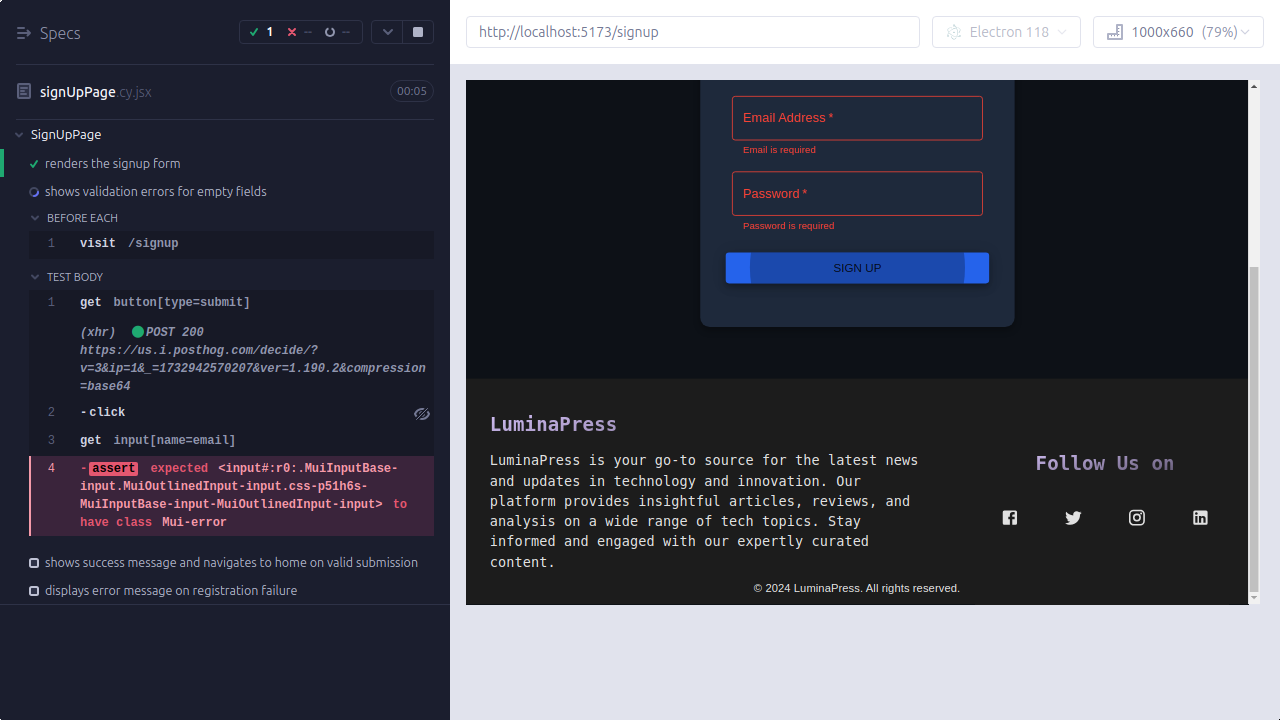 Specs
1 -- --
http://localhost:5173/signup
Electron 118
1000x660 (79%)
signUpPage.cy.jsx
00:05
SignUpPage
renders the signup form
shows validation errors for empty fields
BEFORE EACH
1 visit /signup
TEST BODY
1 get button[type=submit]
(xhr) POST 200
https://us.i.posthog.com/decide/?
v=3&ip=1&_=1732942570207&ver=1.190.2&compression
=base64
2 -click
3 get input[name=email]
4 -assert expected <input#:r0:.MuiInputBase-
input.MuiOutlinedInput-input.css-p51h6s-
MuiInputBase-input-MuiOutlinedInput-input> to
have class Mui-error
shows success message and navigates to home on valid submission
displays error message on registration failure
Email Address *
Email is required
Password *
Password is required
SIGN UP
LuminaPress
LuminaPress is your go-to source for the latest news
and updates in technology and innovation. Our
platform provides insightful articles, reviews, and
analysis on a wide range of tech topics. Stay
informed and engaged with our expertly curated
content.
Follow Us on
© 2024 LuminaPress. All rights reserved.